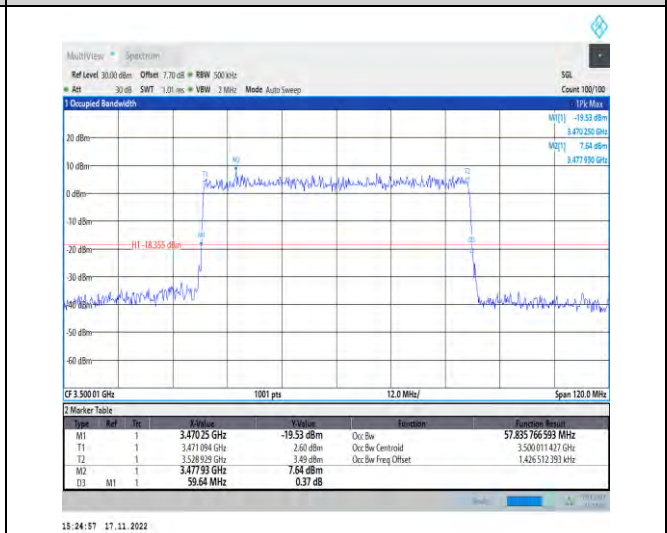 MultiView Spectrum
Ref Level 30.00 dBm Offset 7.70 dB RBW 500 kHz SGL
Att 30 dB SWT 1.01 ms VBW 2 MHz Mode Auto Sweep Count 100/100
1 Occupied Bandwidth 1Pk Max
M1[1] -19.53 dBm
3.470 250 GHz
M2[1] 7.64 dBm
3.477 930 GHz
20 dBm
10 dBm
0 dBm
-10 dBm
-20 dBm
-30 dBm
-40 dBm
-50 dBm
-60 dBm
H1 -18.355 dBm
T1
M2
T2
M1
D3
CF 3.500 01 GHz 1001 pts 12.0 MHz/ Span 120.0 MHz
2 Marker Table
Type Ref Trc X-Value Y-Value Function Function Result
M1 1 3.470 25 GHz -19.53 dBm Occ Bw 57.835 766 593 MHz
T1 1 3.471 094 GHz 2.60 dBm Occ Bw Centroid 3.500 011 427 GHz
T2 1 3.528 929 GHz 3.49 dBm Occ Bw Freq Offset 1.426 512 393 kHz
M2 1 3.477 93 GHz 7.64 dBm
D3 M1 1 59.64 MHz 0.37 dB
15:24:57 17.11.2022